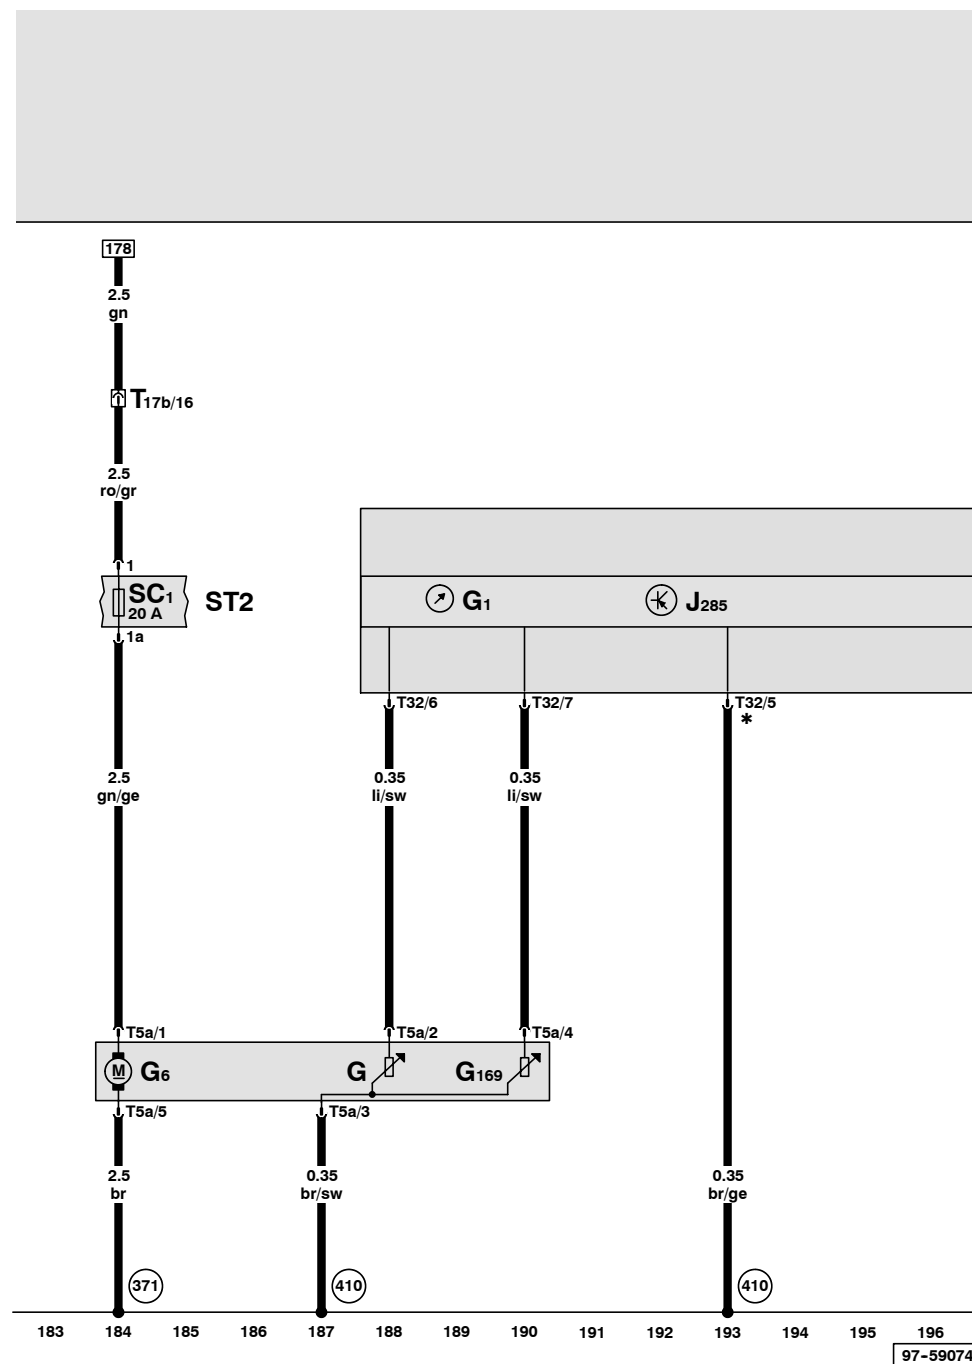 178
2.5
gn
T17b/16
2.5
ro/gr
1
SC1
20 A
ST2
1a
G1
J285
T32/6
T32/7
T32/5
*
2.5
gn/ge
0.35
li/sw
0.35
li/sw
T5a/1
T5a/2
T5a/4
M
G6
G
G169
T5a/5
T5a/3
2.5
br
0.35
br/sw
0.35
br/ge
371
410
410
183 184 185 186 187 188 189 190 191 192 193 194 195 196
97-59074